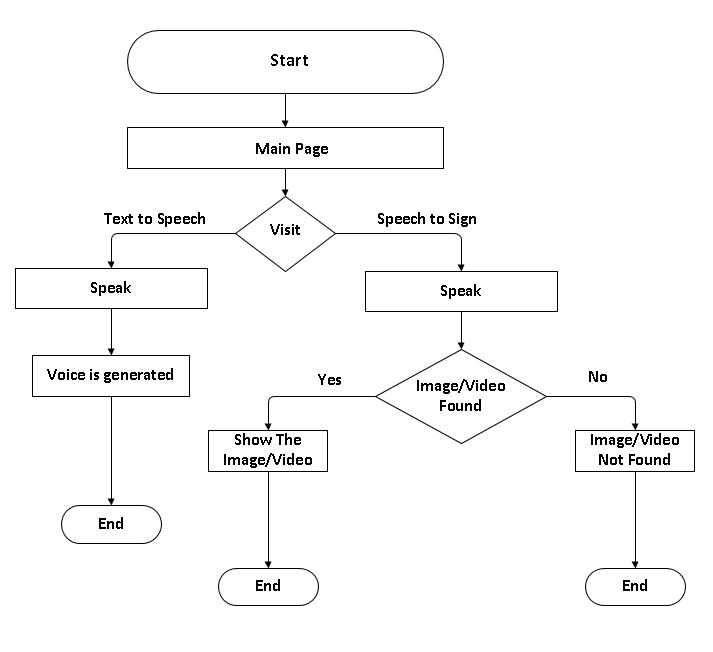 Start
Main Page
Text to Speech
Visit
Speech to Sign
Speak
Speak
Voice is generated
Yes
Image/Video
Found
No
Show The
Image/Video
Image/Video
Not Found
End
End
End